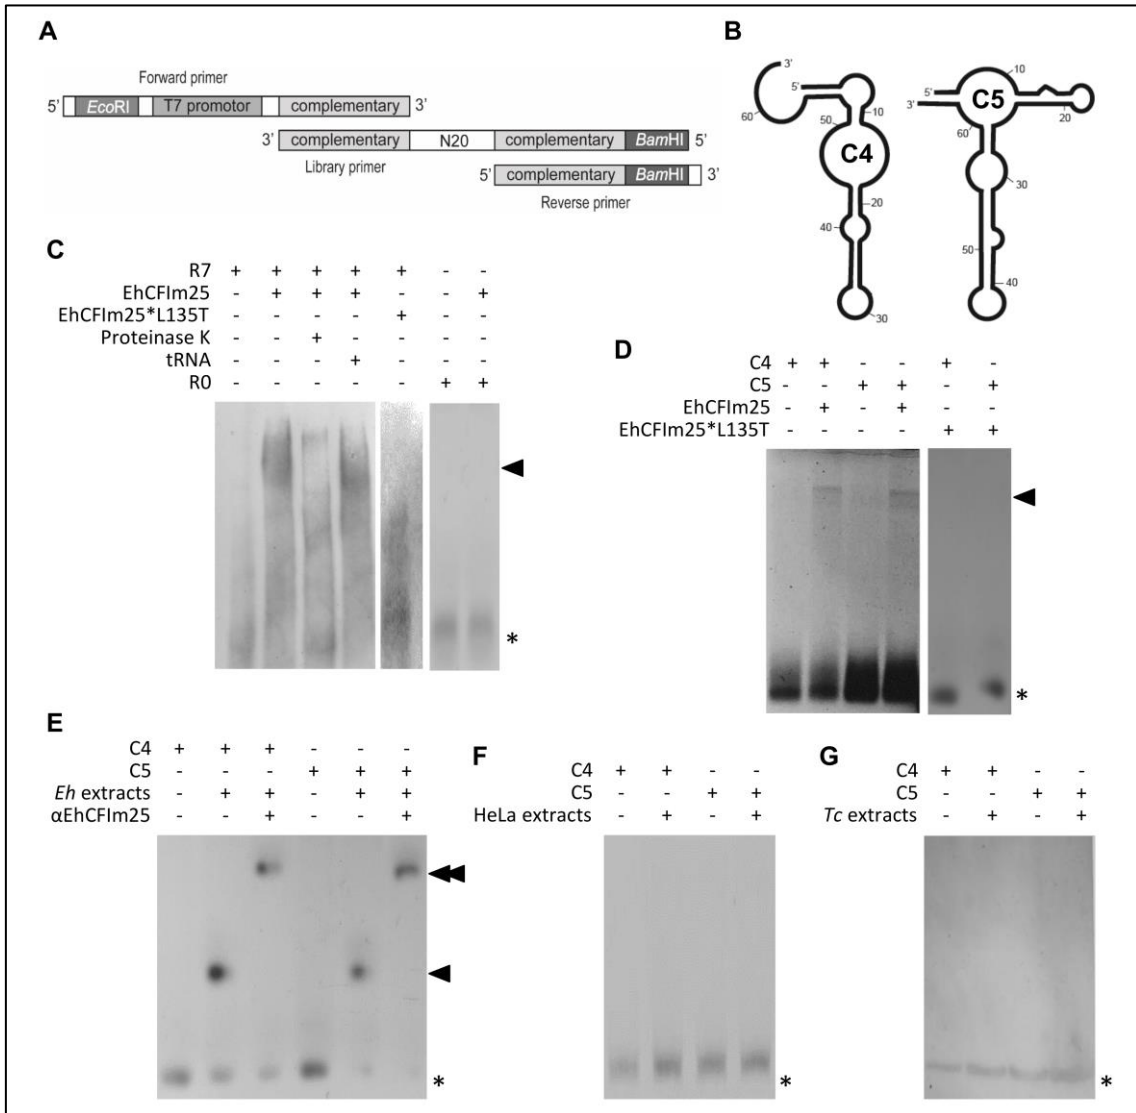 A
Forward primer
5' EcoRI T7 promotor complementary 3'
3' complementary N20 complementary BamHI 5'
Library primer
5' complementary BamHI 3'
Reverse primer
B
3'
5'
60
50
10
C4
20
40
30
10
5'
3'
C5
20
60
30
50
40
C
R7 + + + + + - -
EhCFIm25 - + + + - - +
EhCFIm25*L135T - - - - + - -
Proteinase K - - + - - - -
tRNA - - - + - - -
R0 - - - - - + +
*
D
C4 + + - - + -
C5 - - + + - +
EhCFIm25 - + - + - -
EhCFIm25*L135T - - - - + +
*
E
C4 + + + - - -
C5 - - - + + +
Eh extracts - + + - + +
αEhCFIm25 - - + - - +
*
F
C4 + + - -
C5 - - + +
HeLa extracts - + - +
*
G
C4 + + - -
C5 - - + +
Tc extracts - + - +
*